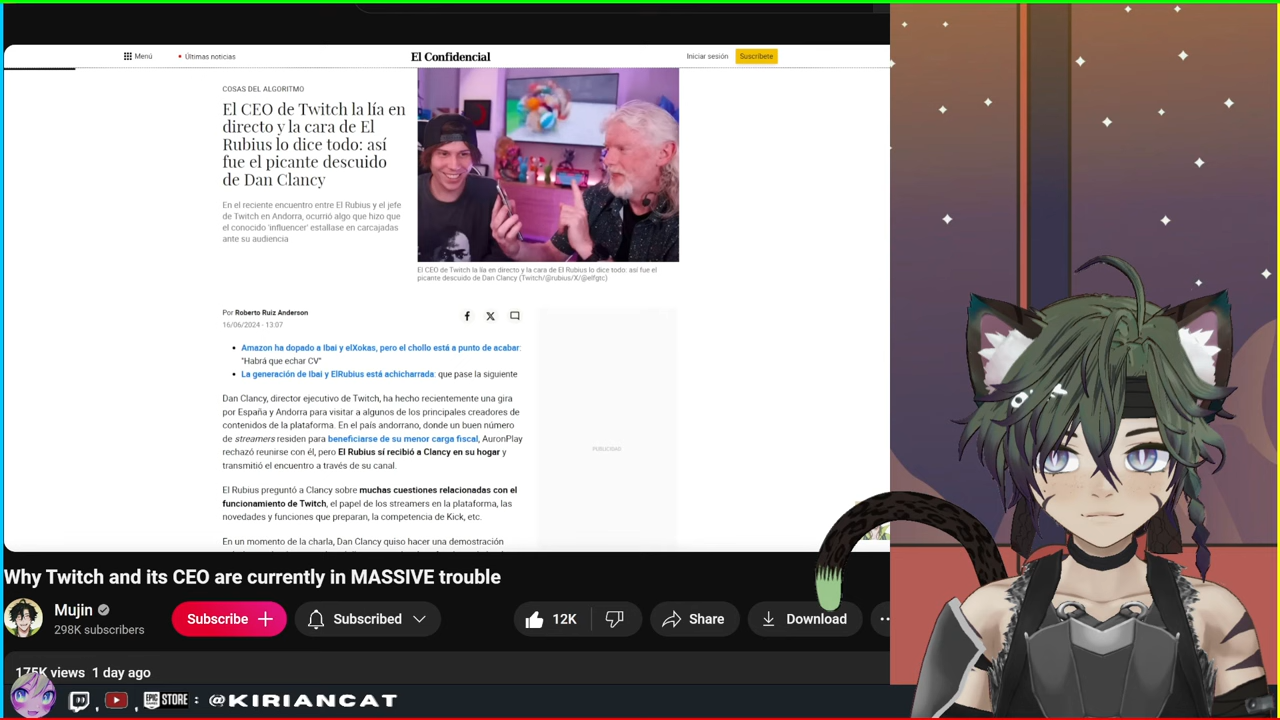 Menú
Últimas noticias
El Confidencial
Iniciar sesión
Suscríbete
COSAS DEL ALGORITMO
El CEO de Twitch la lía en
directo y la cara de El
Rubius lo dice todo: así
fue el picante descuido
de Dan Clancy
En el reciente encuentro entre El Rubius y el jefe
de Twitch en Andorra, ocurrió algo que hizo que
el conocido 'influencer' estallase en carcajadas
ante su audiencia
El CEO de Twitch la lía en directo y la cara de El Rubius lo dice todo: así fue el
picante descuido de Dan Clancy (Twitch/@rubius/X/@elfgtc)
Por Roberto Ruiz Anderson
16/06/2024 - 13:07
Amazon ha dopado a Ibai y elXokas, pero el chollo está a punto de acabar:
"Habrá que echar CV"
La generación de Ibai y ElRubius está achicharrada: que pase la siguiente
Dan Clancy, director ejecutivo de Twitch, ha hecho recientemente una gira
por España y Andorra para visitar a algunos de los principales creadores de
contenidos de la plataforma. En el país andorrano, donde un buen número
de streamers residen para beneficiarse de su menor carga fiscal, AuronPlay
rechazó reunirse con él, pero El Rubius sí recibió a Clancy en su hogar y
transmitió el encuentro a través de su canal.
PUBLICIDAD
El Rubius preguntó a Clancy sobre muchas cuestiones relacionadas con el
funcionamiento de Twitch, el papel de los streamers en la plataforma, las
novedades y funciones que preparan, la competencia de Kick, etc.
En un momento de la charla, Dan Clancy quiso hacer una demostración
Why Twitch and its CEO are currently in MASSIVE trouble
Mujin
298K subscribers
Subscribe
Subscribed
12K
Share
Download
175K views 1 day ago
, , EPIC GAMES STORE : @KIRIANCAT